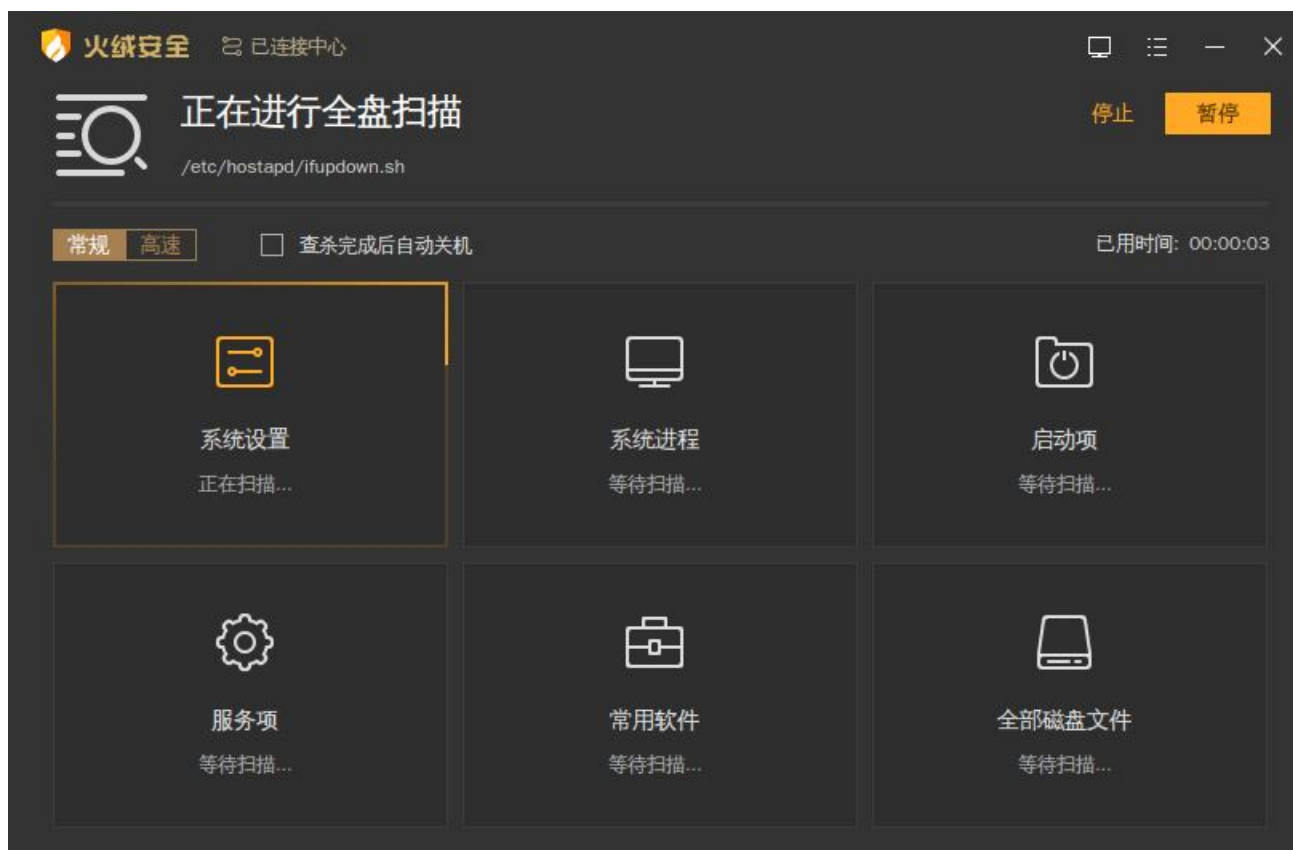 火绒安全 已连接中心
正在进行全盘扫描
停止 暂停
/etc/hostapd/ifupdown.sh
常规 高速 查杀完成后自动关机 已用时间: 00:00:03
系统设置 系统进程 启动项
正在扫描... 等待扫描... 等待扫描...
服务项 常用软件 全部磁盘文件
等待扫描... 等待扫描... 等待扫描...